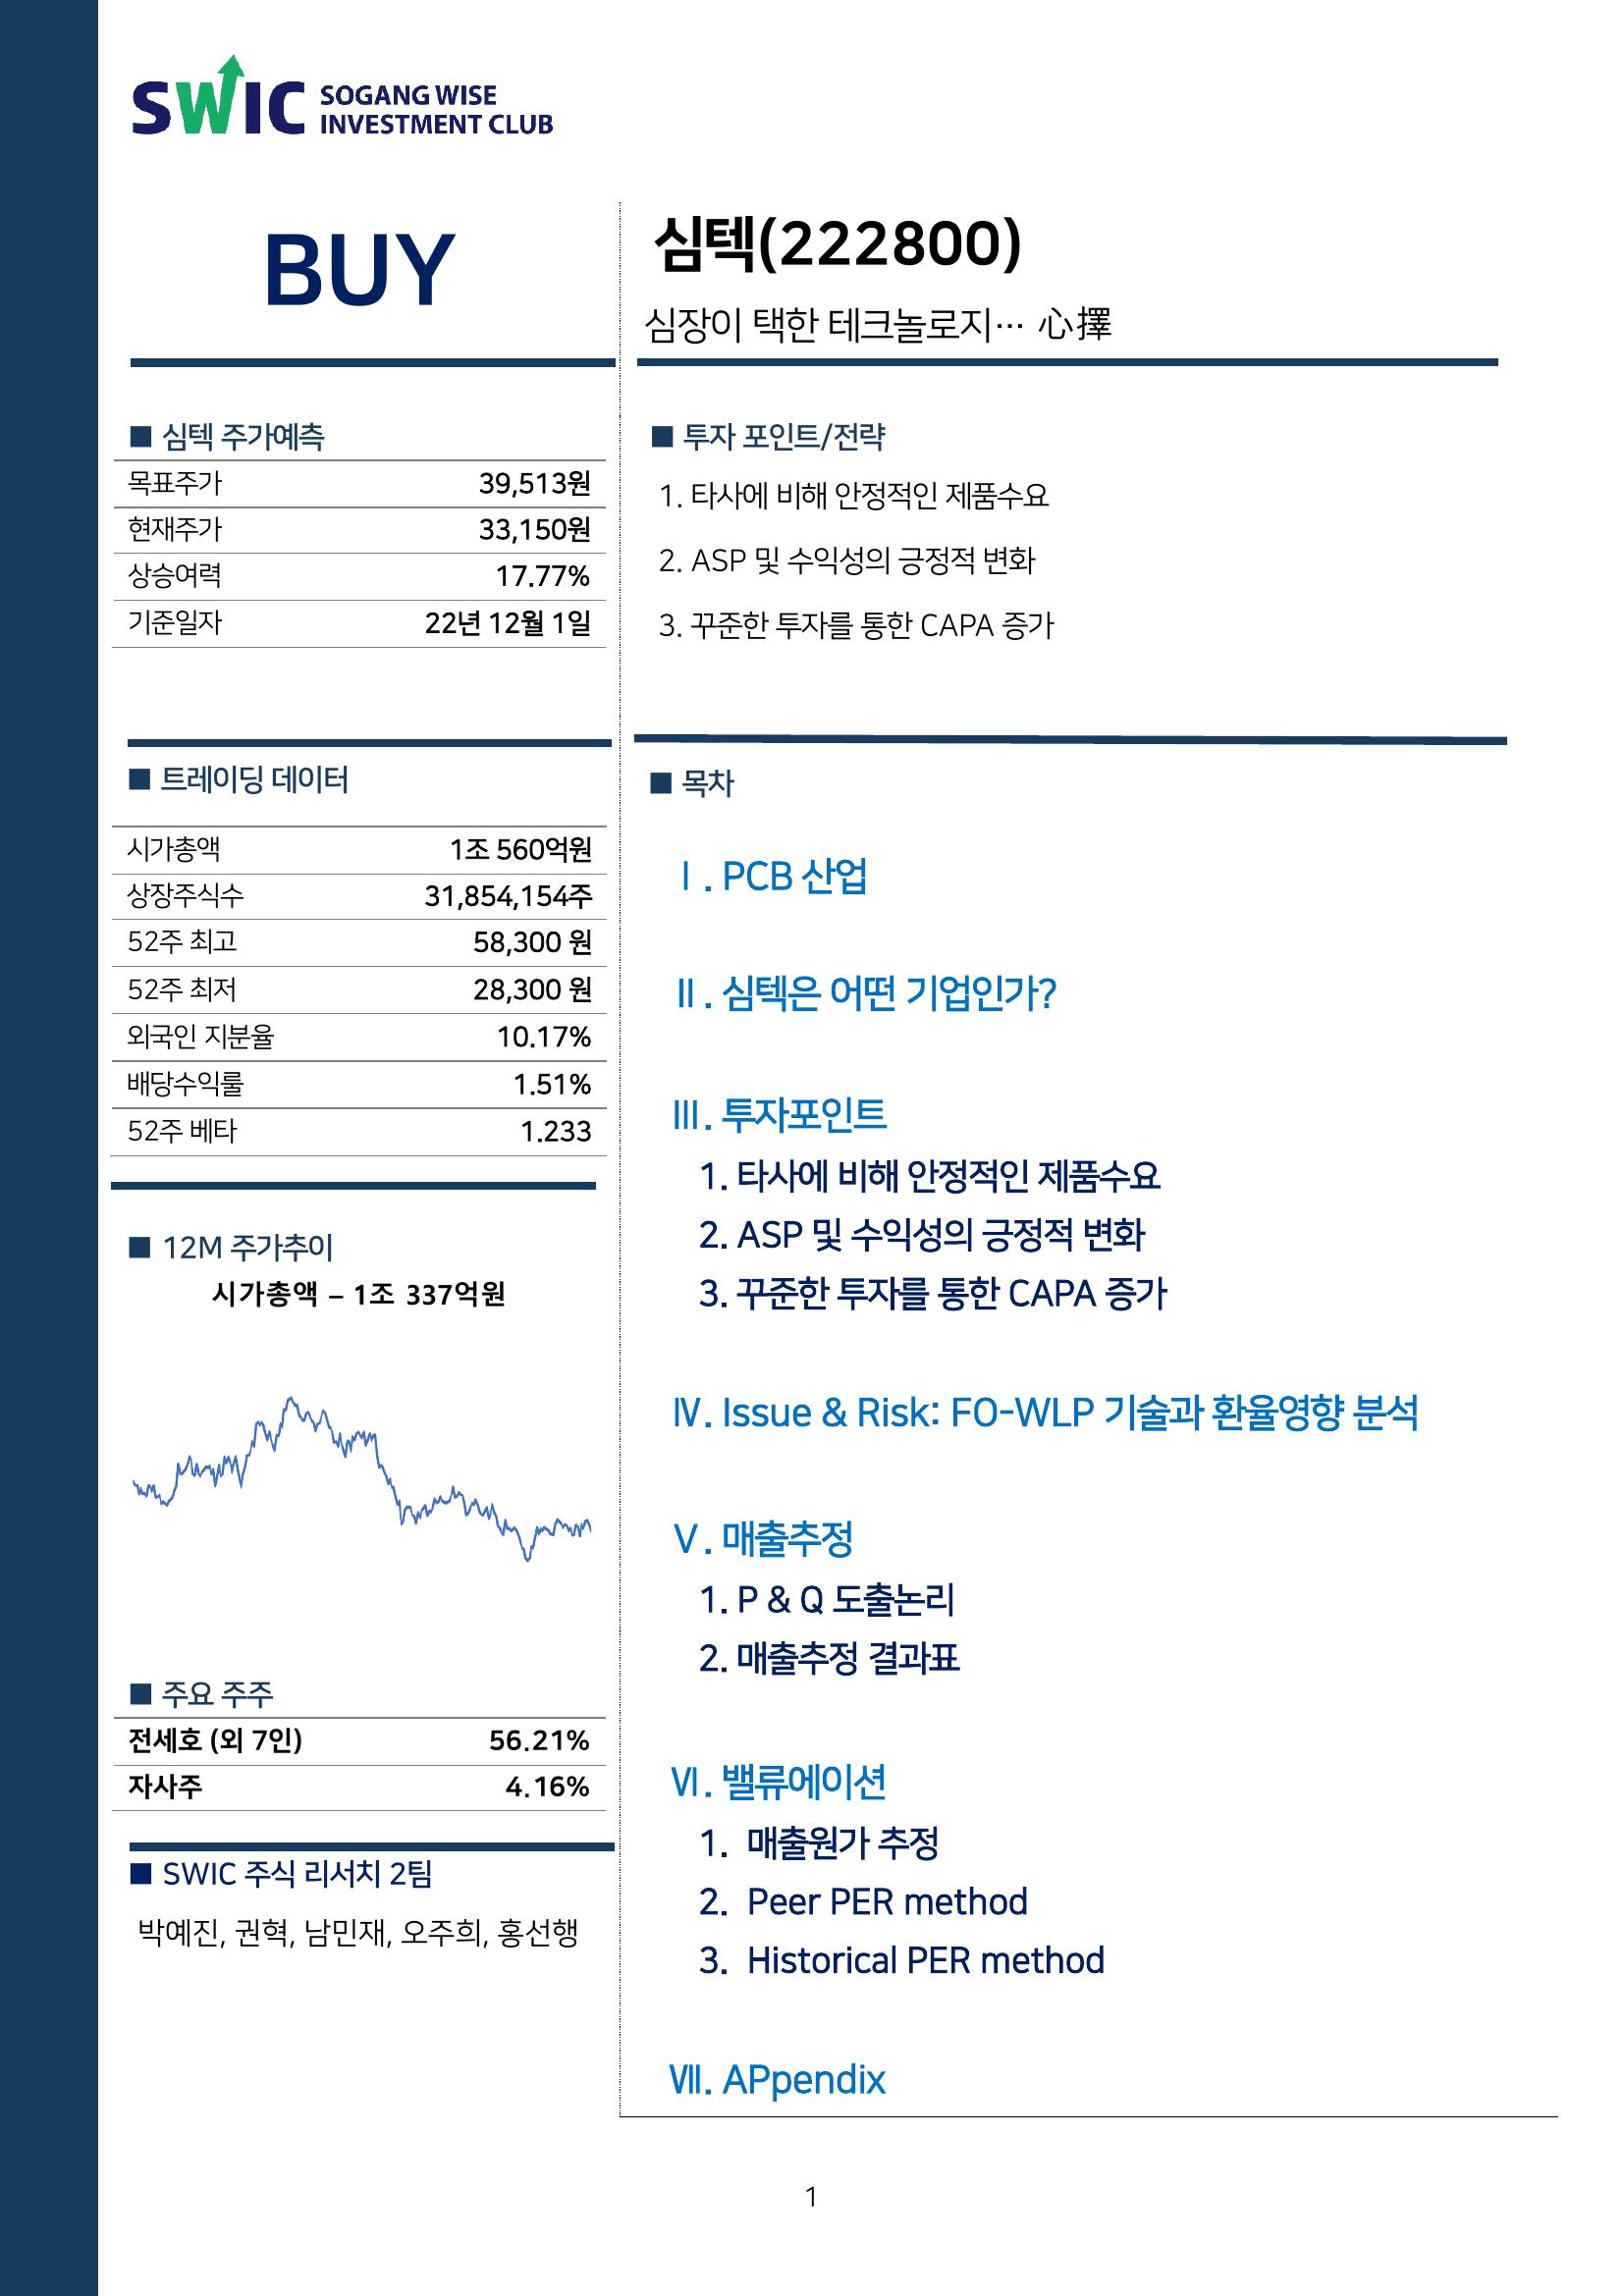 SWIC SOGANG WISE
INVESTMENT CLUB
BUY
심텍(222800)
심장이 택한 테크놀로지… 心擇
■ 심텍 주가예측
목표주가 39,513원
현재주가 33,150원
상승여력 17.77%
기준일자 22년 12월 1일
■ 투자 포인트/전략
1. 타사에 비해 안정적인 제품수요
2. ASP 및 수익성의 긍정적 변화
3. 꾸준한 투자를 통한 CAPA 증가
■ 트레이딩 데이터
시가총액 1조 560억원
상장주식수 31,854,154주
52주 최고 58,300 원
52주 최저 28,300 원
외국인 지분율 10.17%
배당수익률 1.51%
52주 베타 1.233
■ 12M 주가추이
시가총액 – 1조 337억원
■ 주요 주주
전세호 (외 7인) 56.21%
자사주 4.16%
■ SWIC 주식 리서치 2팀
박예진, 권혁, 남민재, 오주희, 홍선행
■ 목차
Ⅰ. PCB 산업
Ⅱ. 심텍은 어떤 기업인가?
Ⅲ. 투자포인트
1. 타사에 비해 안정적인 제품수요
2. ASP 및 수익성의 긍정적 변화
3. 꾸준한 투자를 통한 CAPA 증가
Ⅳ. Issue & Risk: FO-WLP 기술과 환율영향 분석
Ⅴ. 매출추정
1. P & Q 도출논리
2. 매출추정 결과표
Ⅵ. 밸류에이션
1. 매출원가 추정
2. Peer PER method
3. Historical PER method
Ⅶ. APpendix
1